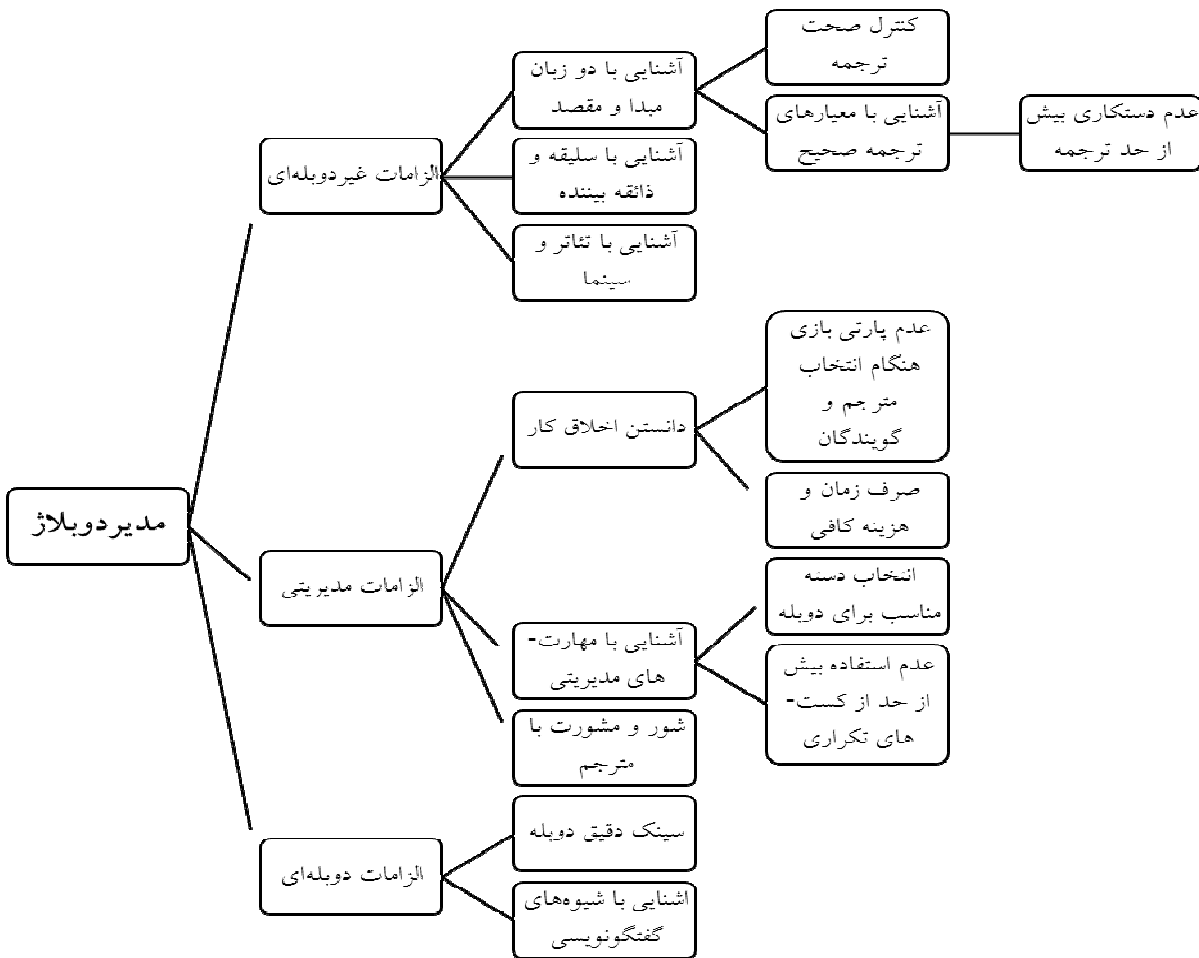 مدیردوبلاژ
الزامات غیردوبله‌ای
آشنایی با دو زبان
مبدا و مقصد
کنترل صحت
ترجمه
آشنایی با معیارهای
ترجمه صحیح
عدم دستکاری بیش
از حد ترجمه
آشنایی با سلیقه و
ذائقه بیننده
آشنایی با تئاتر و
سینما
الزامات مدیریتی
دانستن اخلاق کار
عدم پارتی بازی
هنگام انتخاب
مترجم و
گویندگان
صرف زمان و
هزینه کافی
آشنایی با مهارت-
های مدیریتی
انتخاب دسته
مناسب برای دوبله
عدم استفاده بیش
از حد از کست-
های تکراری
شور و مشورت با
مترجم
الزامات دوبله‌ای
سینک دقیق دوبله
اشنایی با شیوه‌های
گفتگونویسی